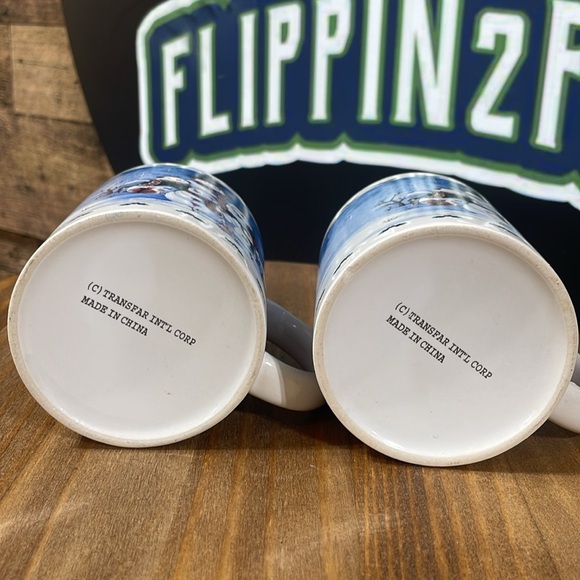 FLIPPIN2F
(C) TRANSFAR INT'L CORP
MADE IN CHINA
(C) TRANSFAR INT'L CORP
MADE IN CHINA